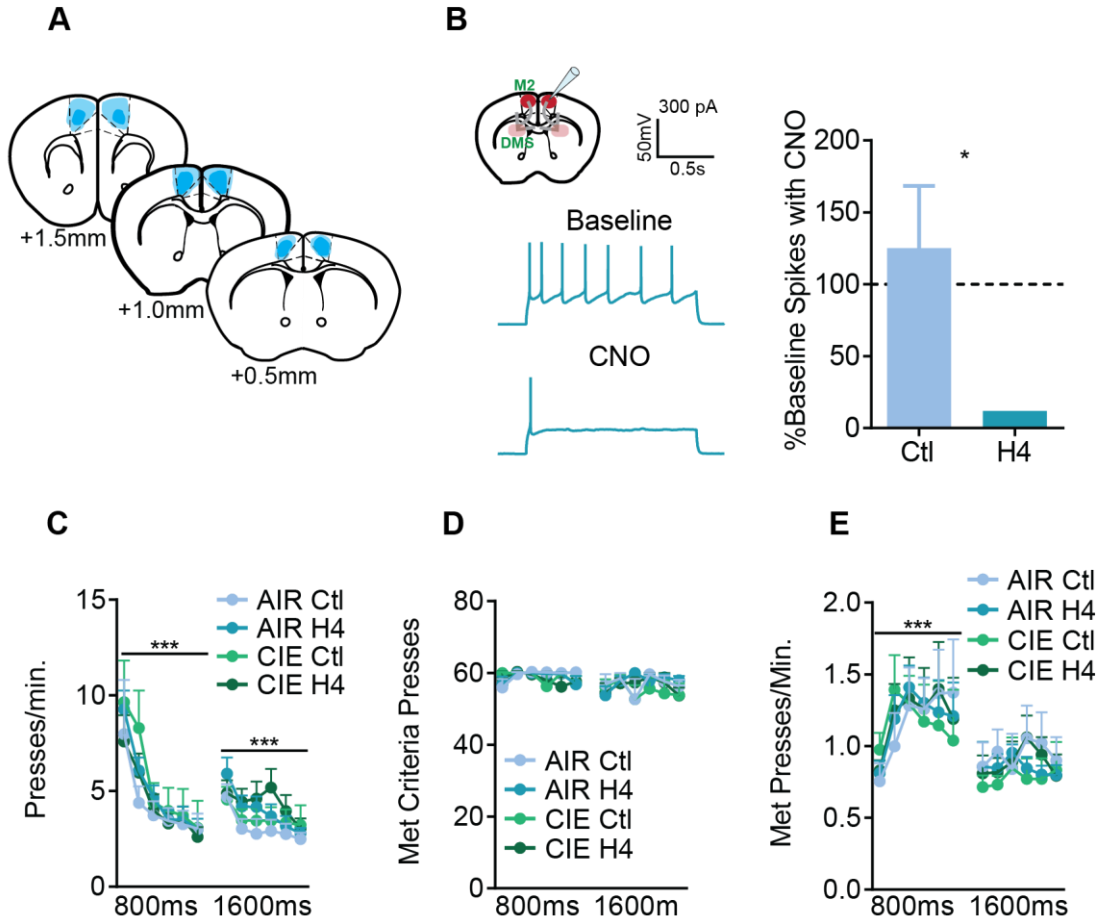 A
+1.5mm
+1.0mm
+0.5mm
B
M2
DMS
300 pA
50mV
0.5s
Baseline
CNO
%Baseline Spikes with CNO
200
150
100
50
0
*
Ctl
H4
C
Presses/min.
15
10
5
0
***
***
AIR Ctl
AIR H4
CIE Ctl
CIE H4
800ms
1600ms
D
Met Criteria Presses
80
60
40
20
0
AIR Ctl
AIR H4
CIE Ctl
CIE H4
800ms
1600m
E
Met Presses/Min.
2.0
1.5
1.0
0.5
0.0
***
AIR Ctl
AIR H4
CIE Ctl
CIE H4
800ms
1600ms